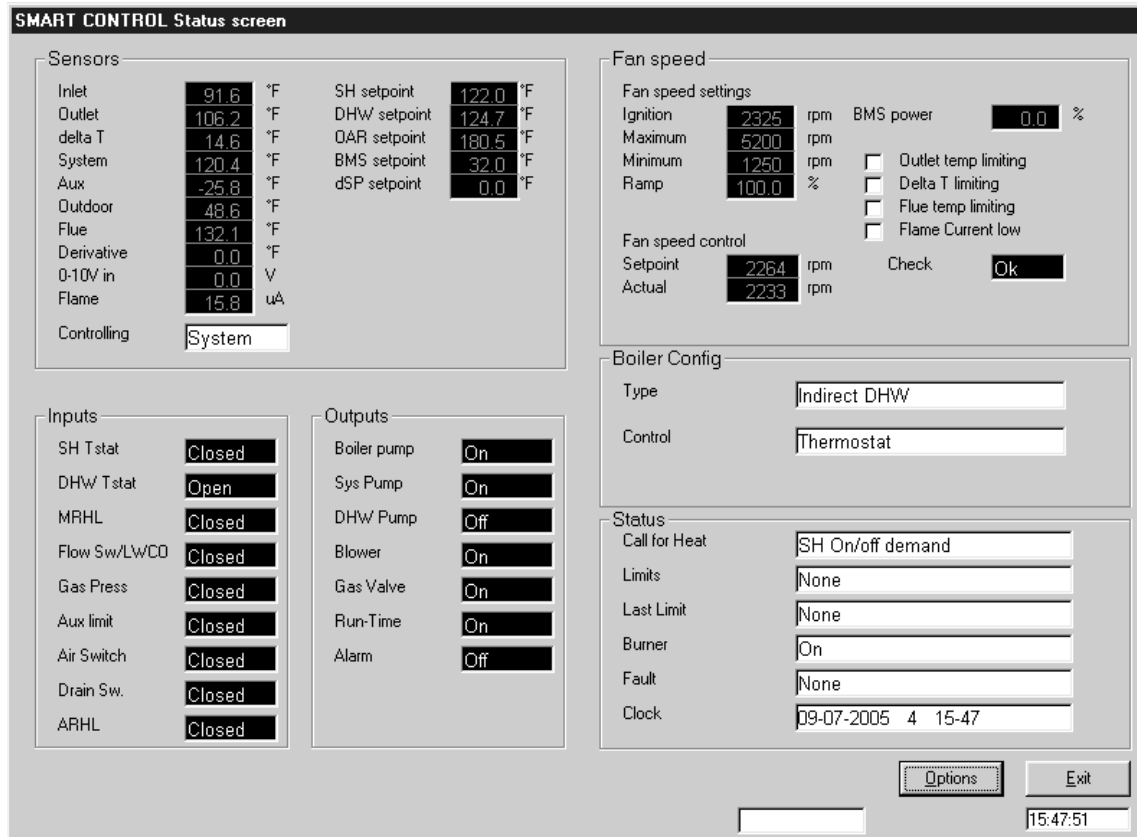 SMART CONTROL Status screen
Sensors
Inlet 91.6 °F
Outlet 106.2 °F
delta T 14.6 °F
System 120.4 °F
Aux -25.8 °F
Outdoor 48.6 °F
Flue 132.1 °F
Derivative 0.0 °F
0-10V in 0.0 V
Flame 15.8 uA
Controlling System
SH setpoint 122.0 °F
DHW setpoint 124.7 °F
OAR setpoint 180.5 °F
BMS setpoint 32.0 °F
dSP setpoint 0.0 °F
Fan speed
Fan speed settings
Ignition 2325 rpm
Maximum 5200 rpm
Minimum 1250 rpm
Ramp 100.0 %
BMS power 0.0 %
Outlet temp limiting
Delta T limiting
Flue temp limiting
Flame Current low
Fan speed control
Setpoint 2264 rpm
Actual 2233 rpm
Check Ok
Boiler Config
Type Indirect DHW
Control Thermostat
Inputs
SH Tstat Closed
DHW Tstat Open
MRHL Closed
Flow Sw/LWCO Closed
Gas Press Closed
Aux limit Closed
Air Switch Closed
Drain Sw. Closed
ARHL Closed
Outputs
Boiler pump On
Sys Pump On
DHW Pump Off
Blower On
Gas Valve On
Run-Time On
Alarm Off
Status
Call for Heat SH On/off demand
Limits None
Last Limit None
Burner On
Fault None
Clock 09-07-2005 4 15-47
Options
Exit
15:47:51